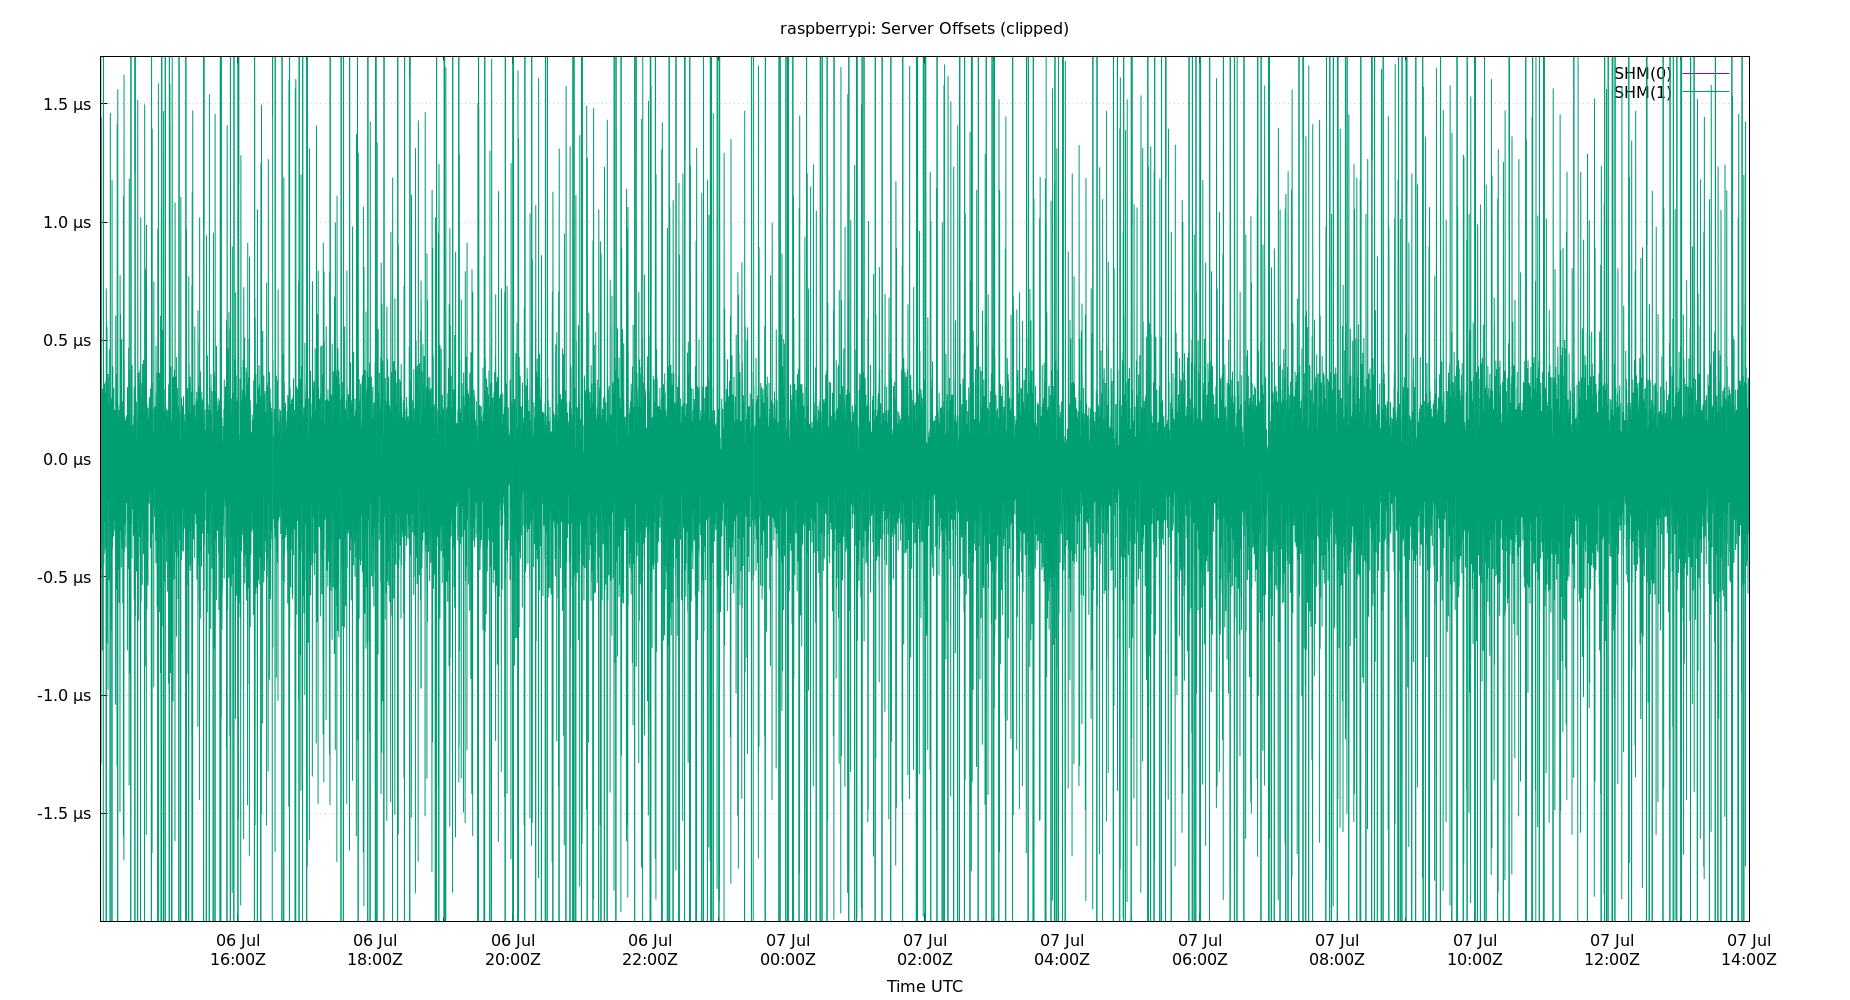 raspberrypi: Server Offsets (clipped)
SHM(0)
SHM(1)
1.5 µs
1.0 µs
0.5 µs
0.0 µs
-0.5 µs
-1.0 µs
-1.5 µs
06 Jul 06 Jul 06 Jul 06 Jul 07 Jul 07 Jul 07 Jul 07 Jul 07 Jul 07 Jul 07 Jul 07 Jul
16:00Z 18:00Z 20:00Z 22:00Z 00:00Z 02:00Z 04:00Z 06:00Z 08:00Z 10:00Z 12:00Z 14:00Z
Time UTC